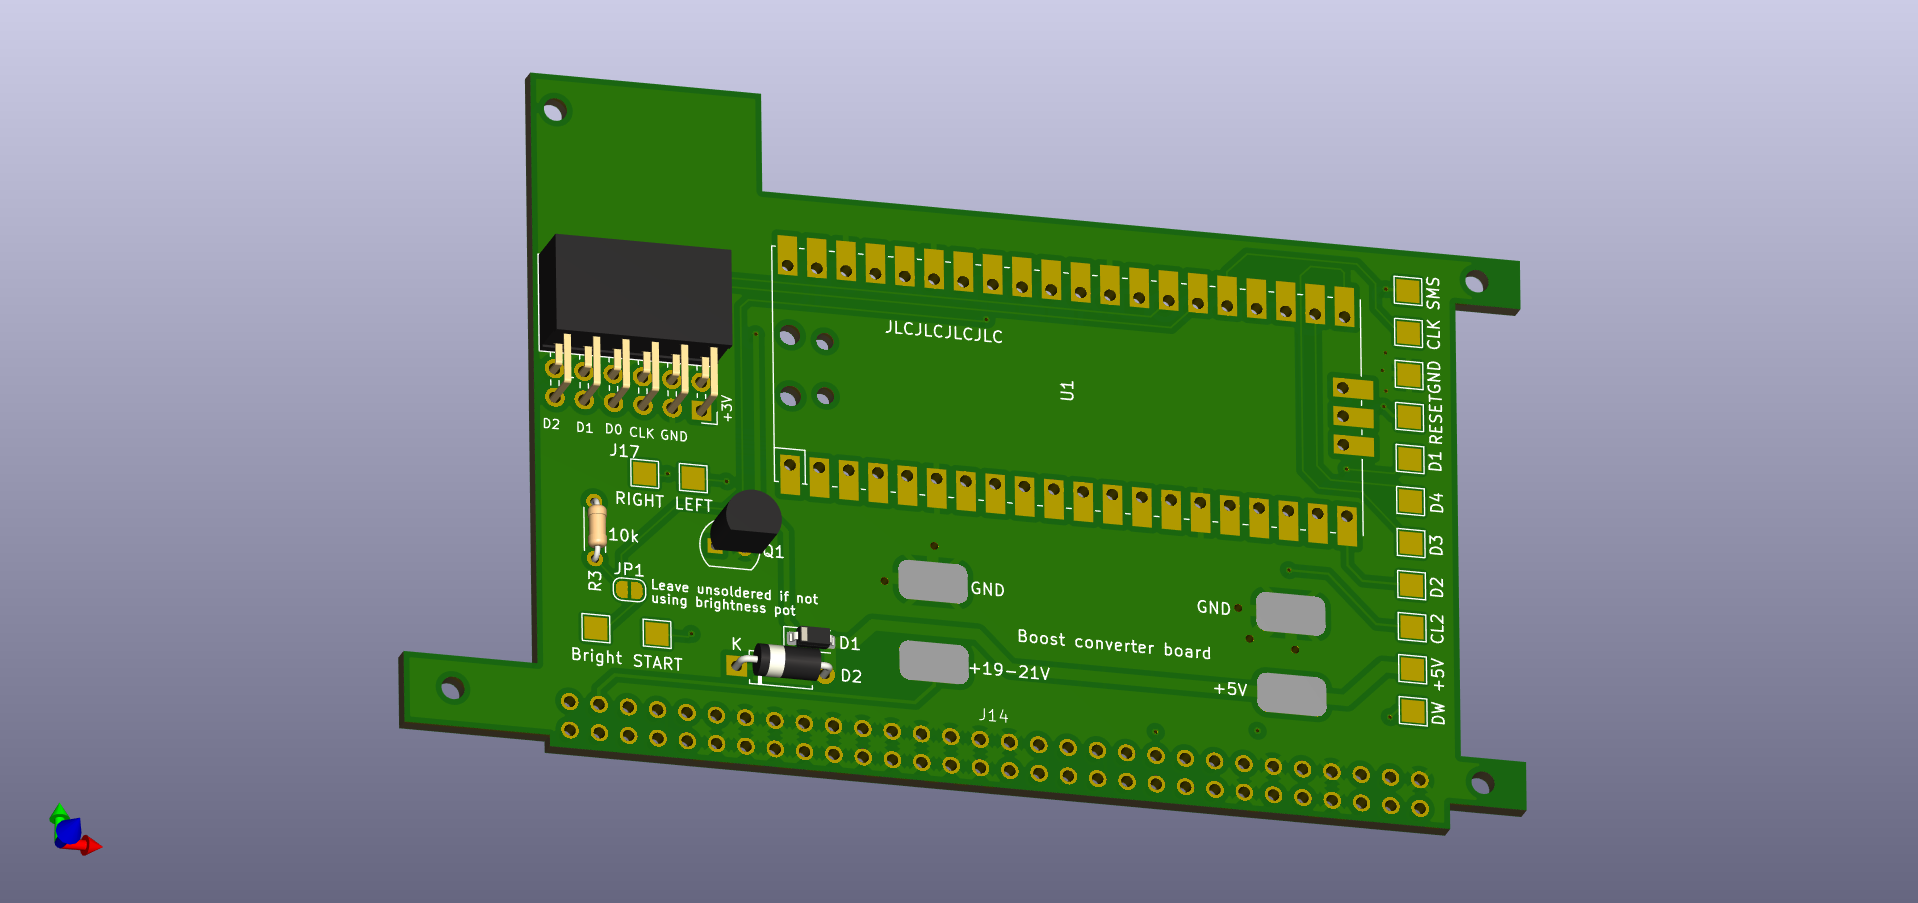 SMS
JLCJLCJLCJLC
CLK
GND
U1
+3V
RESET
D2 D1 D0 CLK GND
J17
D1
RIGHT LEFT
D4
10k
Q1
D3
R3
JP1
Leave unsoldered if not
using brightness pot
GND
D2
GND
CL2
Bright START
K
D1
Boost converter board
D2
+19-21V
+5V
+5V
J14
DW